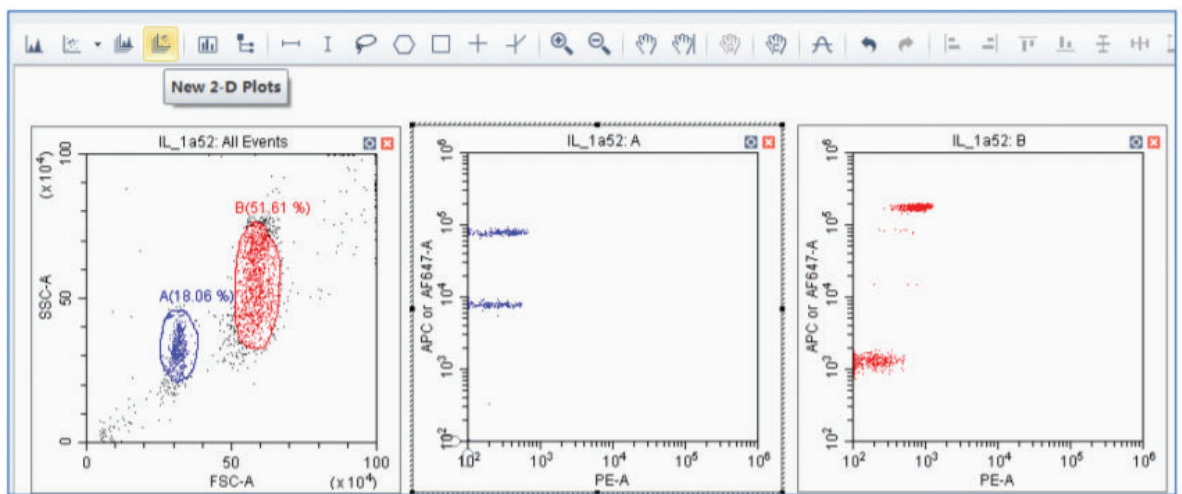 New 2-D Plots
IL_1a52: All Events
(x10⁴)
100
50
0
SSC-A
B(51.61 %)
A(18.06 %)
0 50 100
FSC-A (x10⁴)
IL_1a52: A
10⁶
10⁵
10⁴
10³
10²
APC or AF647-A
10² 10³ 10⁴ 10⁵ 10⁶
PE-A
IL_1a52: B
10⁶
10⁵
10⁴
10³
10²
APC or AF647-A
10² 10³ 10⁴ 10⁵ 10⁶
PE-A